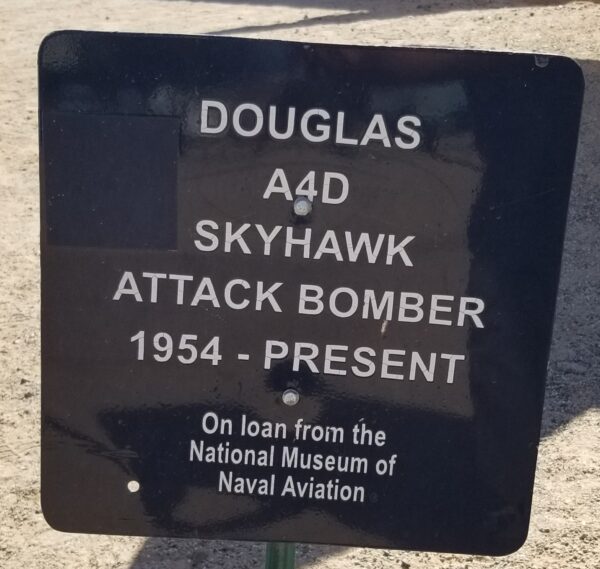 DOUGLAS
A4D
SKYHAWK
ATTACK BOMBER
1954 - PRESENT
On loan from the
National Museum of
Naval Aviation